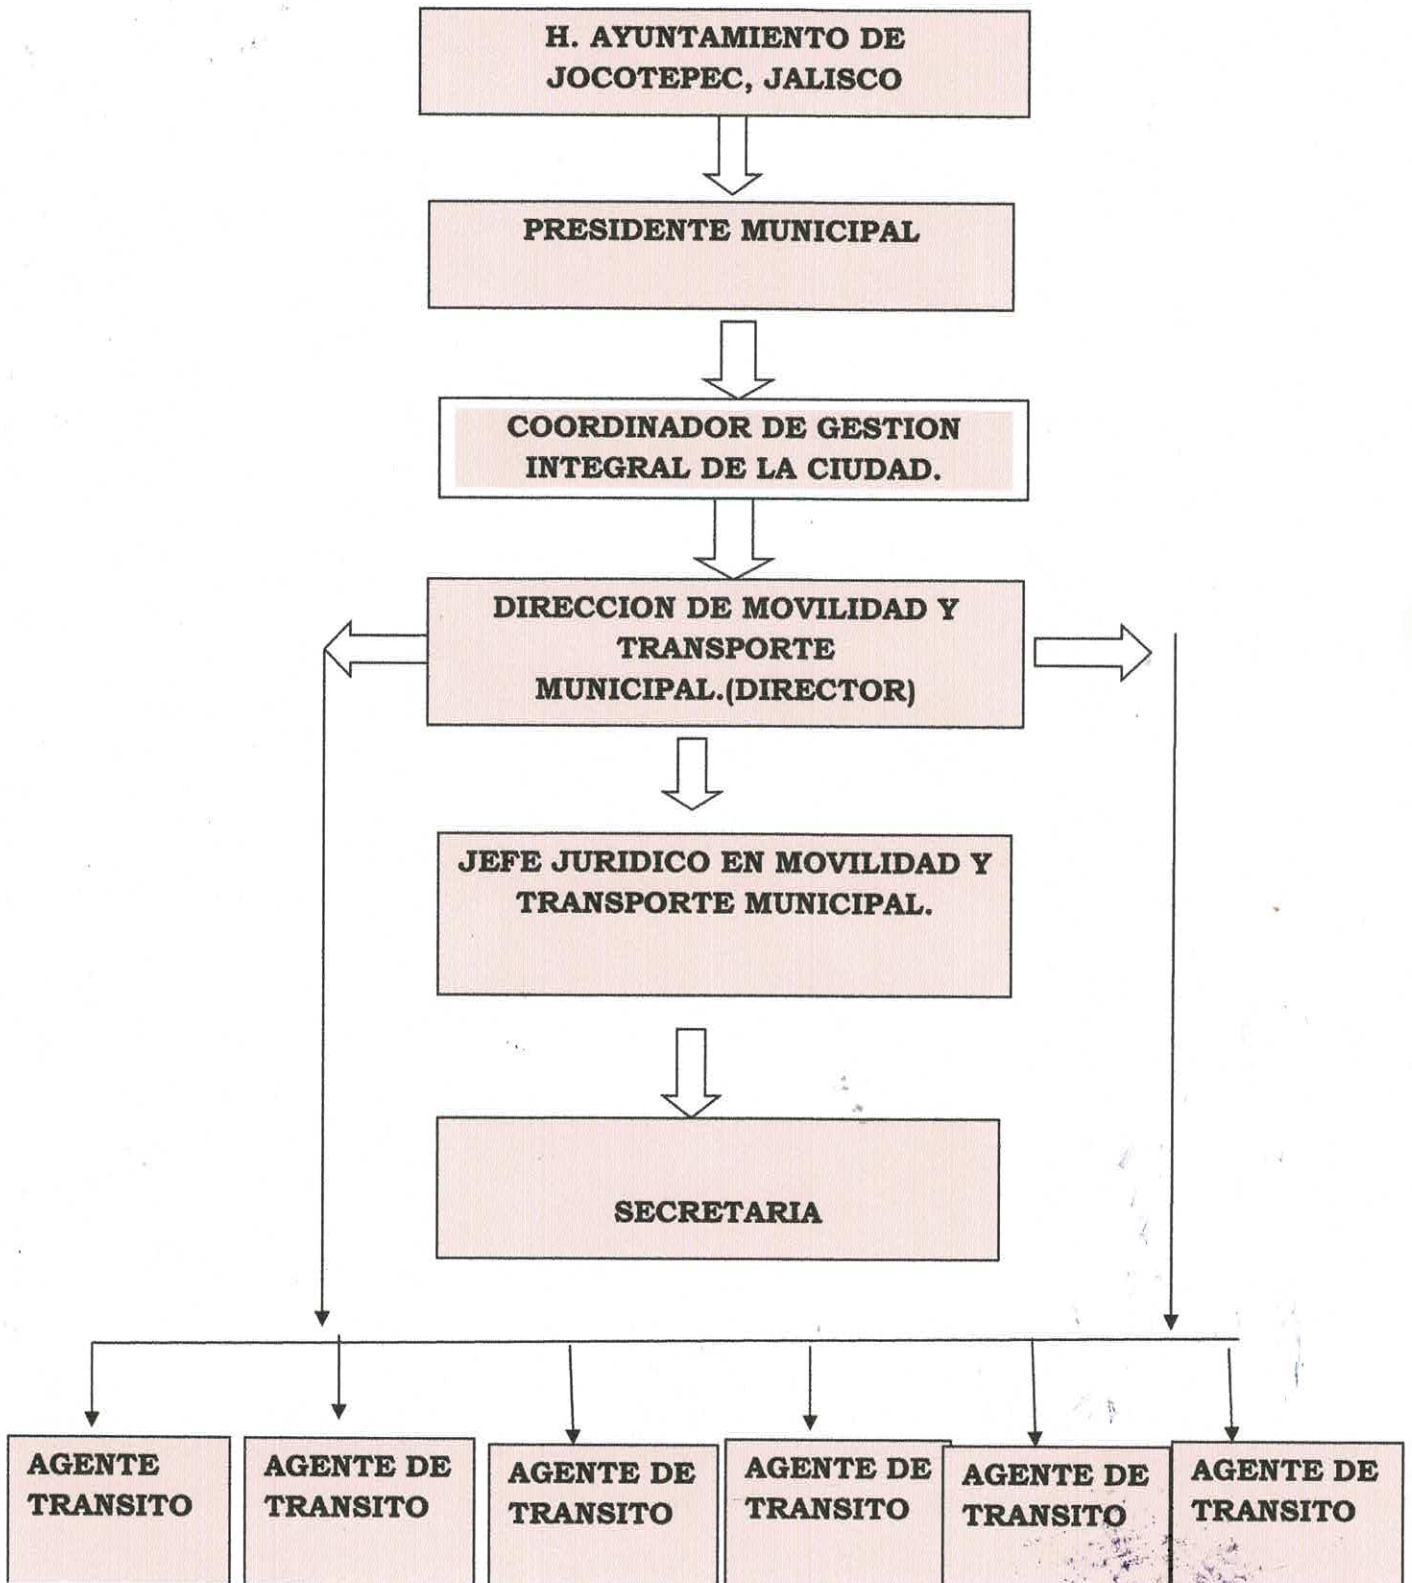 H. AYUNTAMIENTO DE
JOCOTEPEC, JALISCO
PRESIDENTE MUNICIPAL
COORDINADOR DE GESTION
INTEGRAL DE LA CIUDAD.
DIRECCION DE MOVILIDAD Y
TRANSPORTE
MUNICIPAL.(DIRECTOR)
JEFE JURIDICO EN MOVILIDAD Y
TRANSPORTE MUNICIPAL.
SECRETARIA
AGENTE
TRANSITO
AGENTE DE
TRANSITO
AGENTE DE
TRANSITO
AGENTE DE
TRANSITO
AGENTE DE
TRANSITO
AGENTE DE
TRANSITO